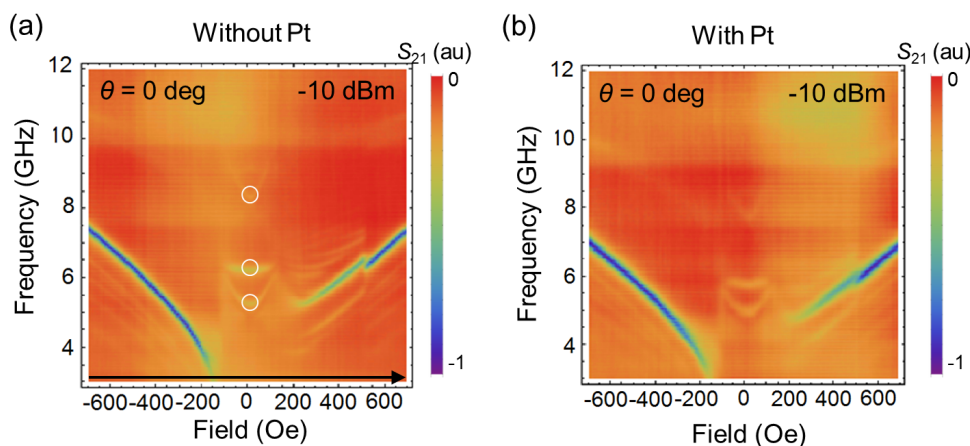 (a)
Without Pt
S21 (au)
θ = 0 deg
-10 dBm
0
-1
12
10
8
6
4
Frequency (GHz)
-600
-400
-200
0
200
400
600
Field (Oe)
(b)
With Pt
S21 (au)
θ = 0 deg
-10 dBm
0
-1
12
10
8
6
4
Frequency (GHz)
-600
-400
-200
0
200
400
600
Field (Oe)